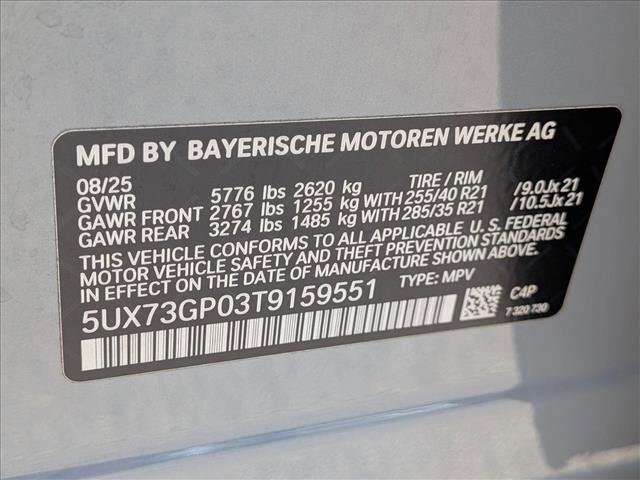 MFD BY BAYERISCHE MOTOREN WERKE AG
08/25 TIRE / RIM
GVWR 5776 lbs 2620 kg
GAWR FRONT 2767 lbs 1255 kg WITH 255/40 R21 /9.0Jx21
GAWR REAR 3274 lbs 1485 kg WITH 285/35 R21 /10.5Jx21
THIS VEHICLE CONFORMS TO ALL APPLICABLE U. S. FEDERAL
MOTOR VEHICLE SAFETY AND THEFT PREVENTION STANDARDS
IN EFFECT ON THE DATE OF MANUFACTURE SHOWN ABOVE.
5UX73GP03T9159551 TYPE: MPV
C4P
7 320 730